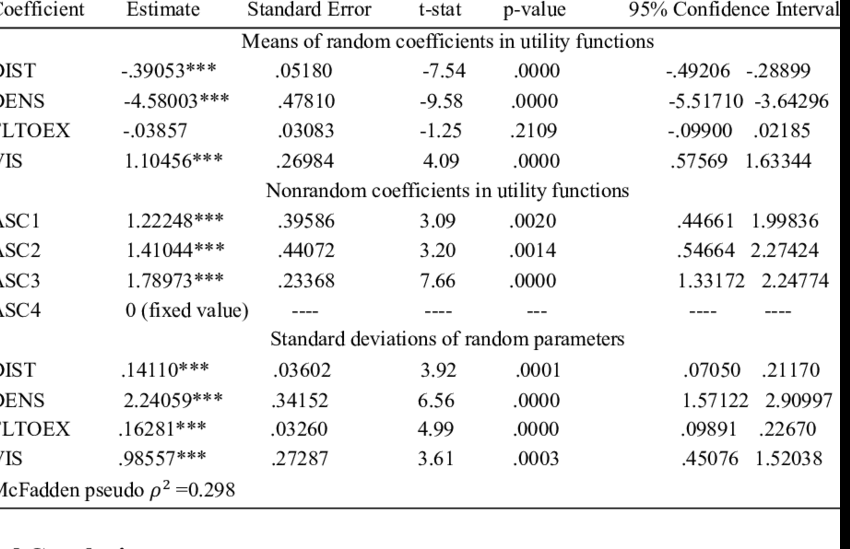 Coefficient Estimate Standard Error t-stat p-value 95% Confidence Interval
Means of random coefficients in utility functions
DIST -.39053*** .05180 -7.54 .0000 -.49206 -.28899
DENS -4.58003*** .47810 -9.58 .0000 -5.51710 -3.64296
LTOEX -.03857 .03083 -1.25 .2109 -.09900 .02185
VIS 1.10456*** .26984 4.09 .0000 .57569 1.63344
Nonrandom coefficients in utility functions
ASC1 1.22248*** .39586 3.09 .0020 .44661 1.99836
ASC2 1.41044*** .44072 3.20 .0014 .54664 2.27424
ASC3 1.78973*** .23368 7.66 .0000 1.33172 2.24774
ASC4 0 (fixed value) ---- ---- --- ---- ----
Standard deviations of random parameters
DIST .14110*** .03602 3.92 .0001 .07050 .21170
DENS 2.24059*** .34152 6.56 .0000 1.57122 2.90997
LTOEX .16281*** .03260 4.99 .0000 .09891 .22670
VIS .98557*** .27287 3.61 .0003 .45076 1.52038
McFadden pseudo ρ² =0.298